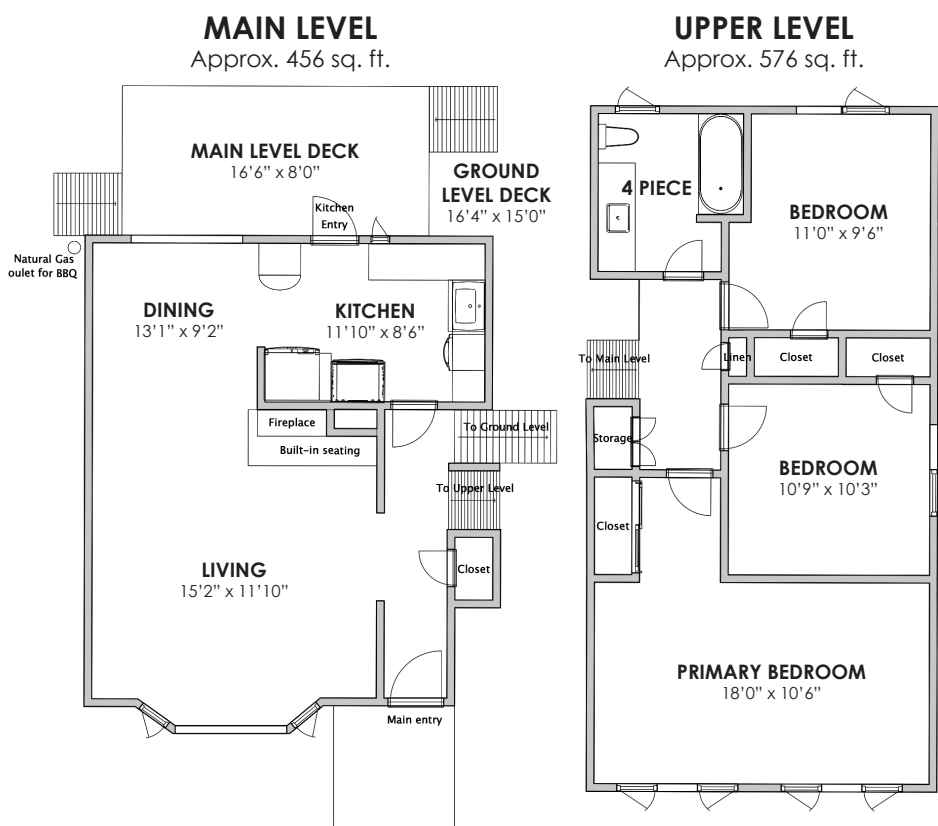 MAIN LEVEL
Approx. 456 sq. ft.
MAIN LEVEL DECK
16'6" x 8'0"
GROUND
LEVEL DECK
16'4" x 15'0"
Kitchen
Entry
Natural Gas
oulet for BBQ
DINING
13'1" x 9'2"
KITCHEN
11'10" x 8'6"
Fireplace
Built-in seating
To Ground Level
To Upper Level
Closet
LIVING
15'2" x 11'10"
Main entry
UPPER LEVEL
Approx. 576 sq. ft.
4 PIECE
BEDROOM
11'0" x 9'6"
To Main Level
Linen
Closet
Closet
Storage
BEDROOM
10'9" x 10'3"
Closet
PRIMARY BEDROOM
18'0" x 10'6"